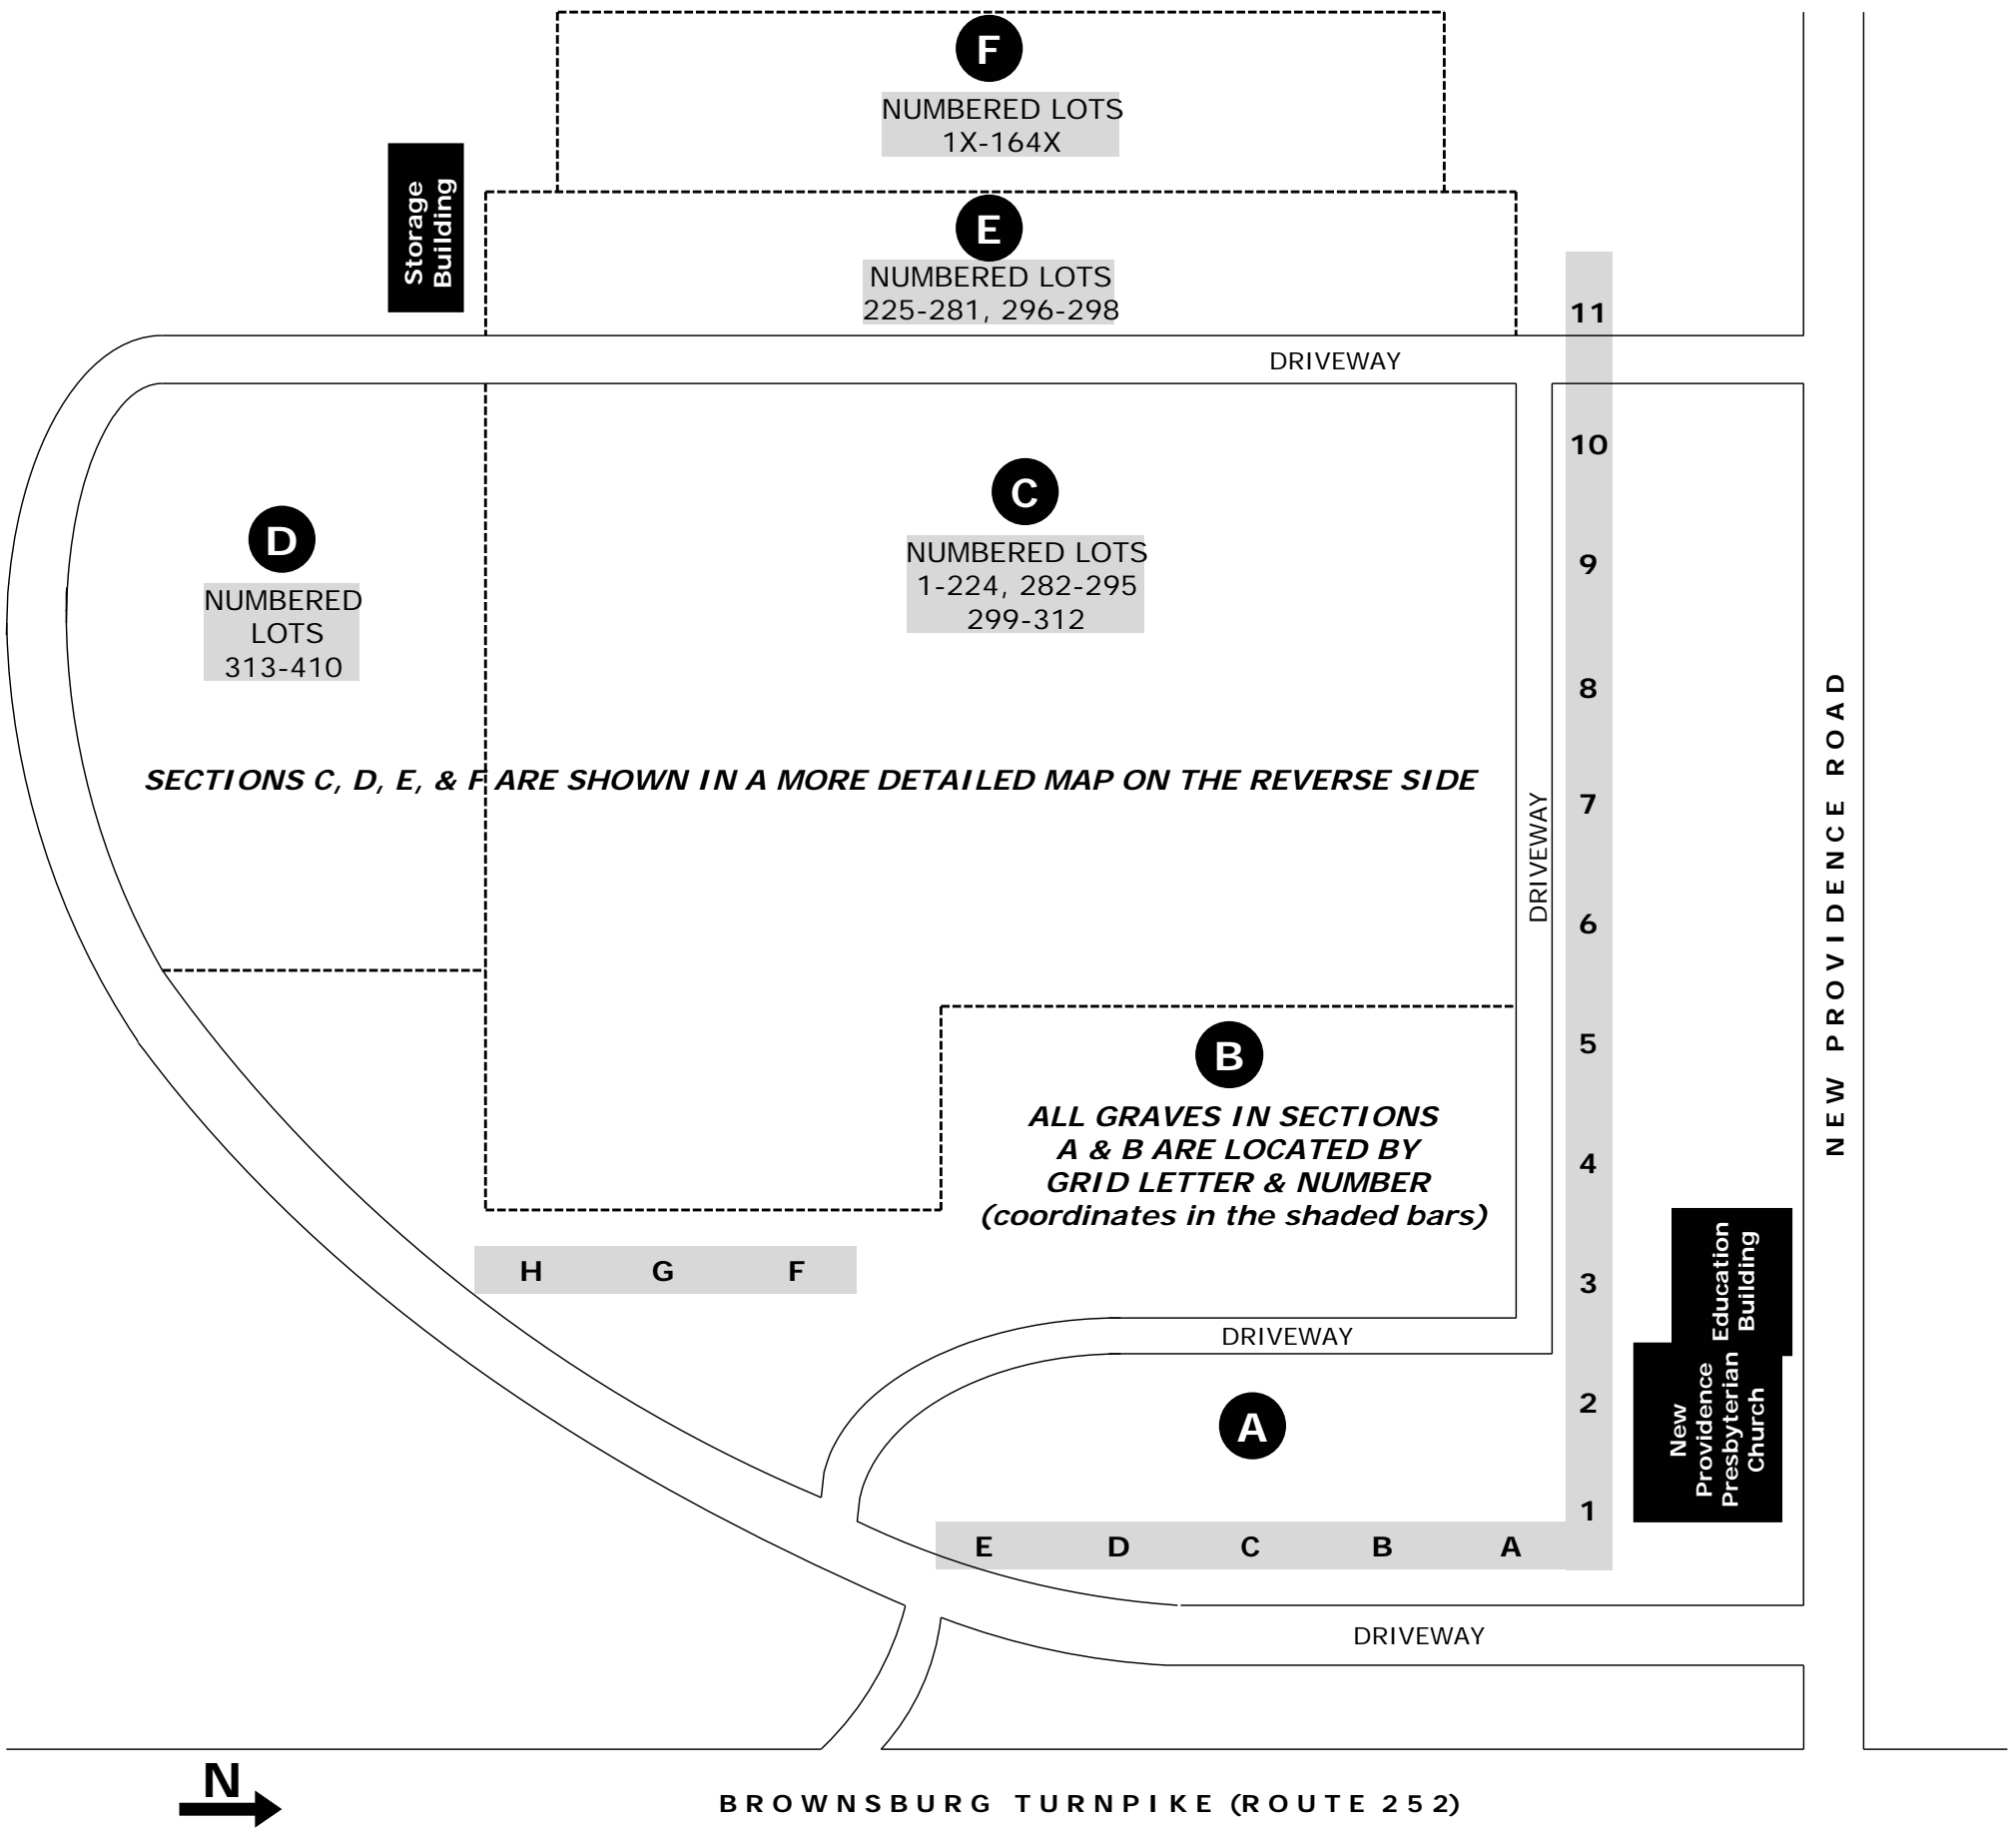 F
NUMBERED LOTS
1X-164X
Storage
Building
E
NUMBERED LOTS
225-281, 296-298
11
DRIVEWAY
10
C
NUMBERED LOTS
1-224, 282-295
299-312
D
NUMBERED
LOTS
313-410
9
8
SECTIONS C, D, E, & F ARE SHOWN IN A MORE DETAILED MAP ON THE REVERSE SIDE
7
DRIVEWAY
NEW PROVIDENCE ROAD
6
5
B
ALL GRAVES IN SECTIONS
A & B ARE LOCATED BY
GRID LETTER & NUMBER
(coordinates in the shaded bars)
4
H G F
3
Education
Building
DRIVEWAY
A
2
New
Providence
Presbyterian
Church
1
E D C B A
DRIVEWAY
N
BROWNSBURG TURNPIKE (ROUTE 252)